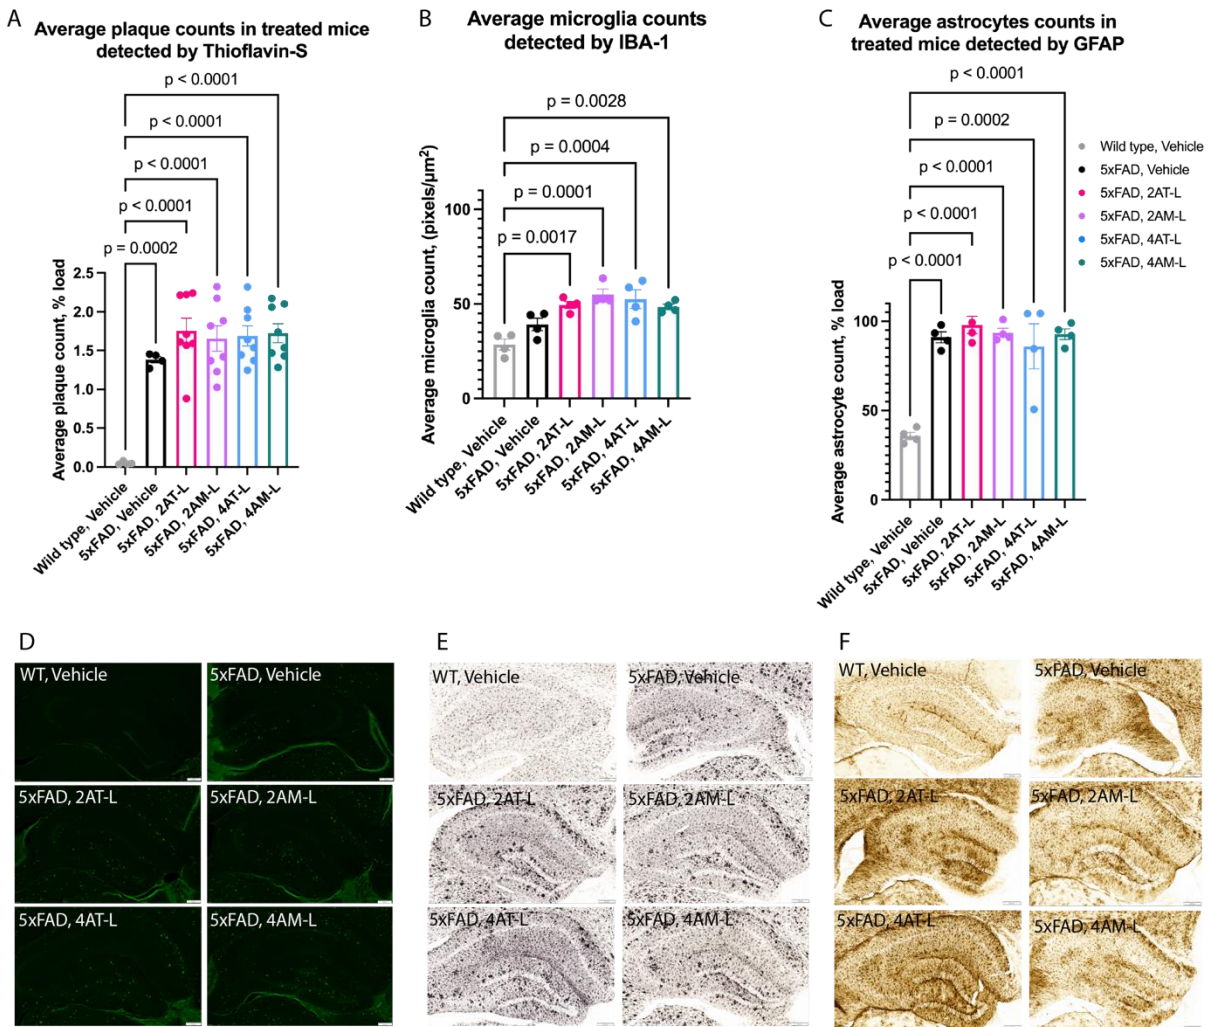 A
Average plaque counts in treated mice
detected by Thioflavin-S
p < 0.0001
p < 0.0001
p < 0.0001
p < 0.0001
p = 0.0002
Average plaque count, % load
2.5
2.0
1.5
1.0
0.5
0.0
Wild type, Vehicle
5xFAD, Vehicle
5xFAD, 2AT-L
5xFAD, 2AM-L
5xFAD, 4AT-L
5xFAD, 4AM-L
B
Average microglia counts
detected by IBA-1
p = 0.0028
p = 0.0004
p = 0.0001
p = 0.0017
Average microglia count, (pixels/μm²)
100
50
0
Wild type, Vehicle
5xFAD, Vehicle
5xFAD, 2AT-L
5xFAD, 2AM-L
5xFAD, 4AT-L
5xFAD, 4AM-L
C
Average astrocytes counts in
treated mice detected by GFAP
p < 0.0001
p = 0.0002
p < 0.0001
p < 0.0001
p < 0.0001
Average astrocyte count, % load
100
50
0
Wild type, Vehicle
5xFAD, Vehicle
5xFAD, 2AT-L
5xFAD, 2AM-L
5xFAD, 4AT-L
5xFAD, 4AM-L
Wild type, Vehicle
5xFAD, Vehicle
5xFAD, 2AT-L
5xFAD, 2AM-L
5xFAD, 4AT-L
5xFAD, 4AM-L
D
WT, Vehicle
5xFAD, Vehicle
5xFAD, 2AT-L
5xFAD, 2AM-L
5xFAD, 4AT-L
5xFAD, 4AM-L
E
WT, Vehicle
5xFAD, Vehicle
5xFAD, 2AT-L
5xFAD, 2AM-L
5xFAD, 4AT-L
5xFAD, 4AM-L
F
WT, Vehicle
5xFAD, Vehicle
5xFAD, 2AT-L
5xFAD, 2AM-L
5xFAD, 4AT-L
5xFAD, 4AM-L